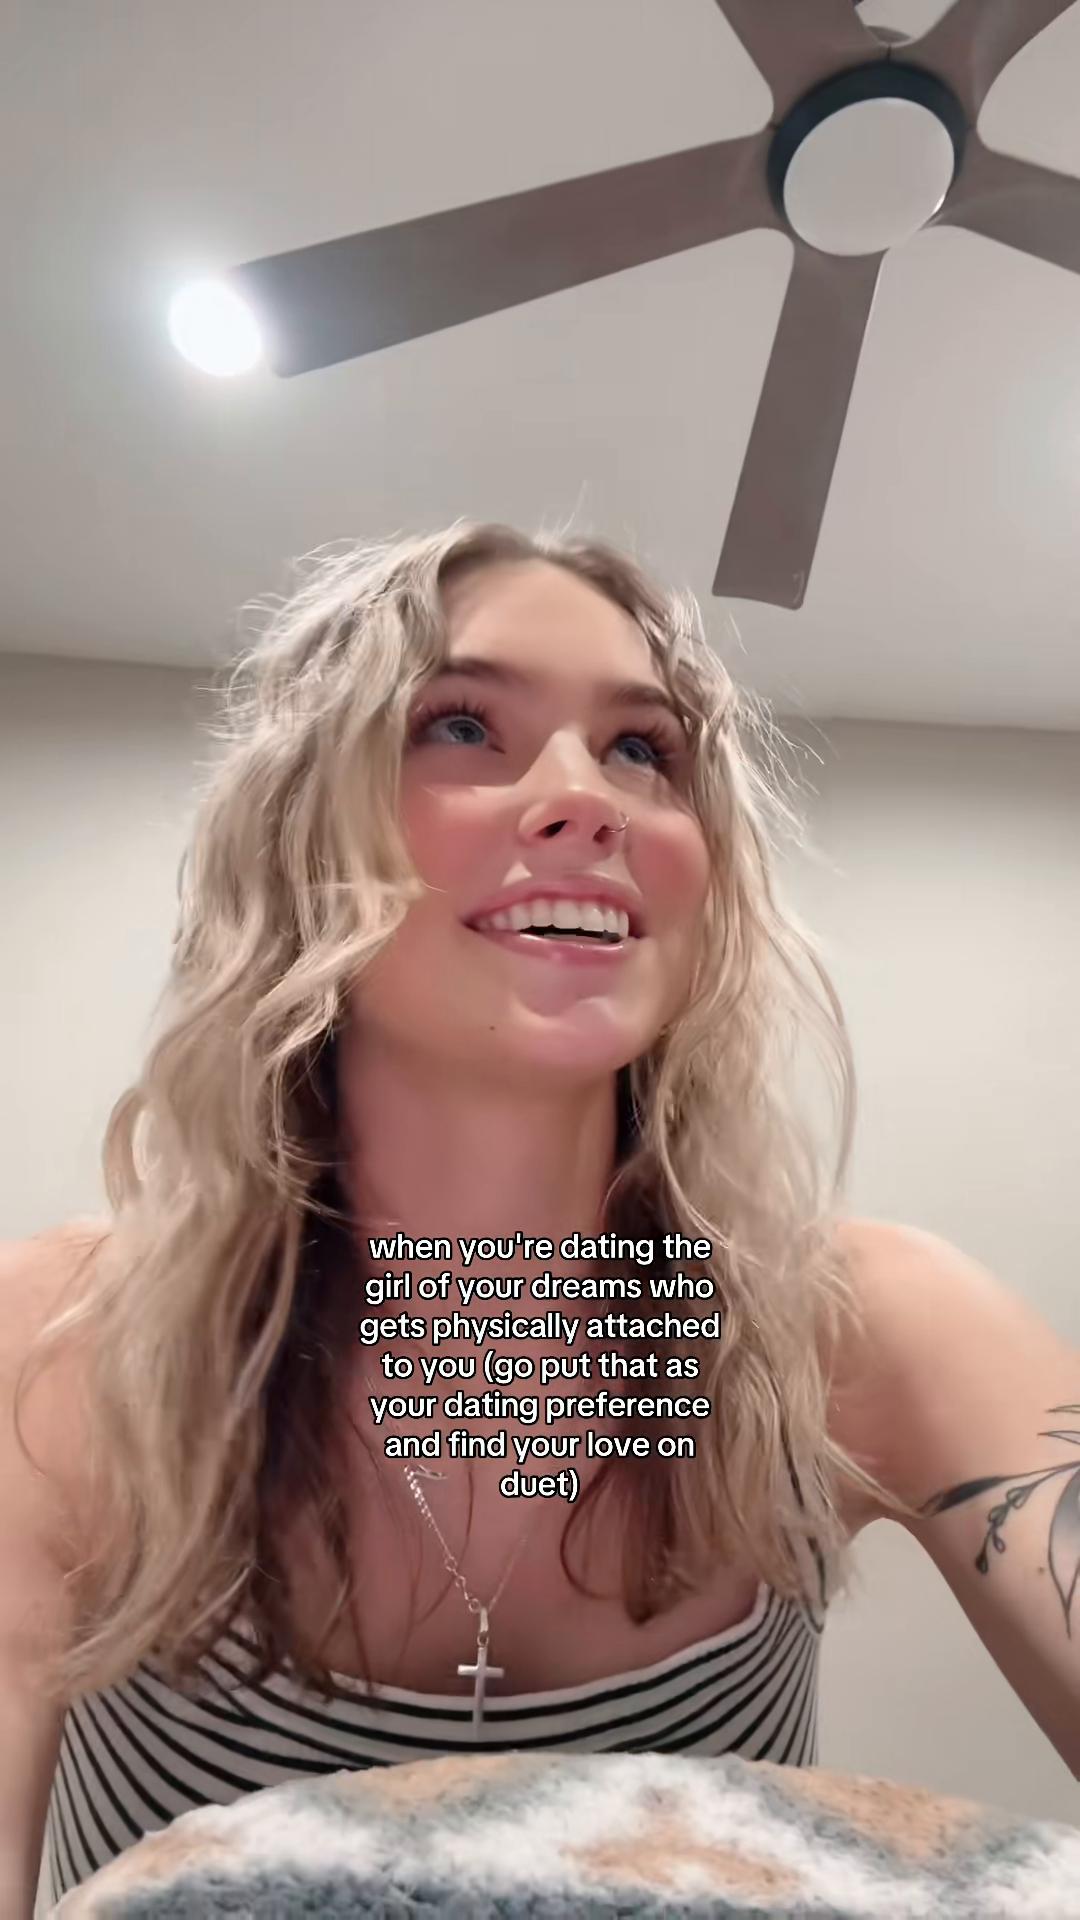 when you're dating the
girl of your dreams who
gets physically attached
to you (go put that as
your dating preference
and find your love on
duet)